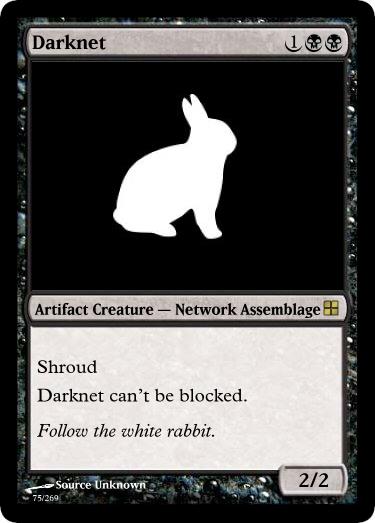 Darknet 1
Artifact Creature — Network Assemblage
Shroud
Darknet can't be blocked.
Follow the white rabbit.
2/2
Source Unknown
75/269